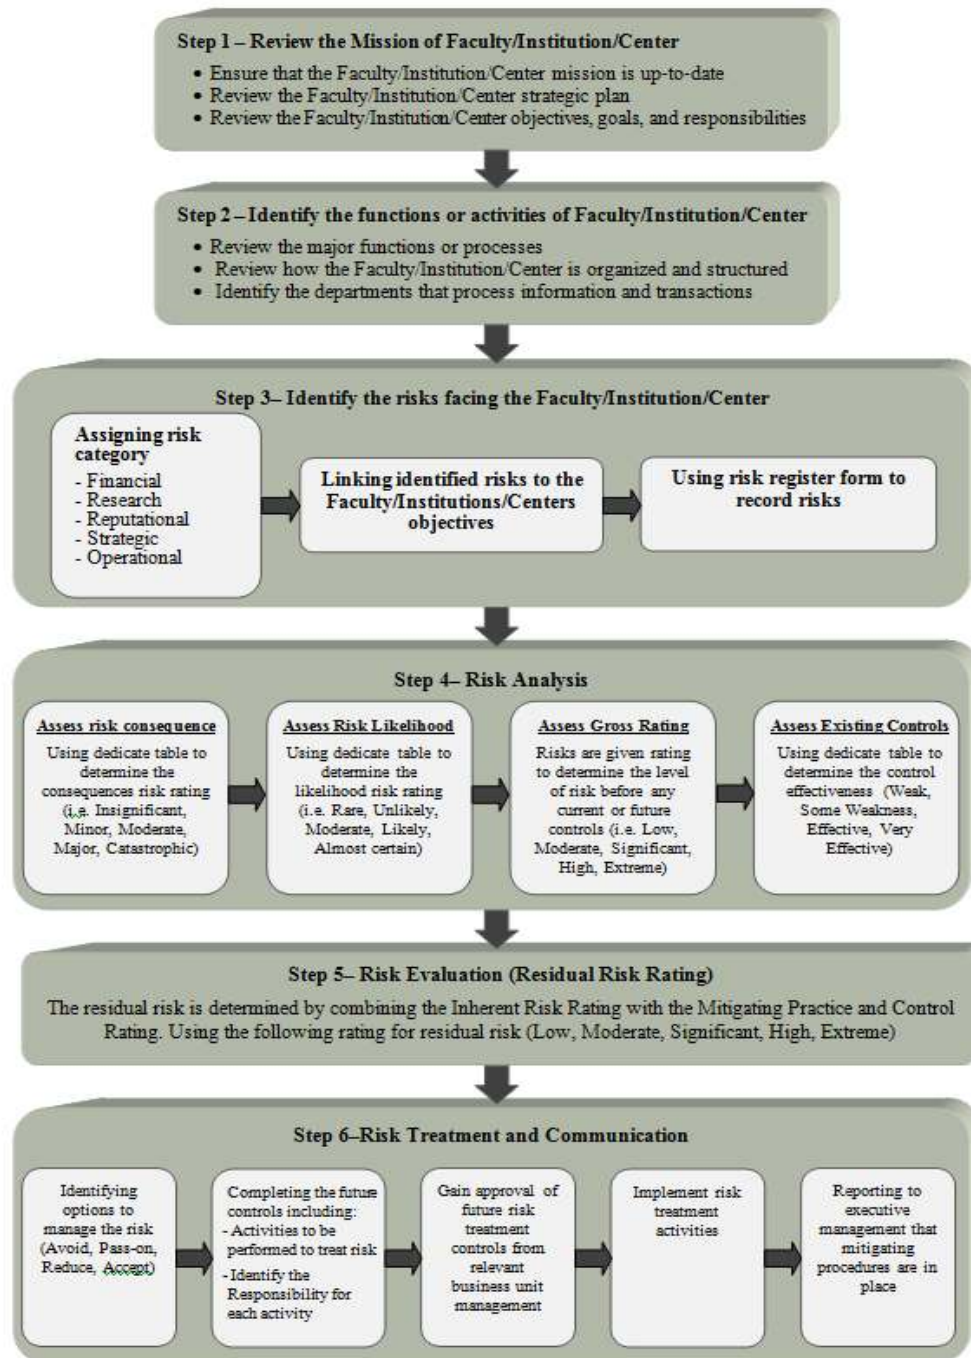 Step 1 – Review the Mission of Faculty/Institution/Center
• Ensure that the Faculty/Institution/Center mission is up-to-date
• Review the Faculty/Institution/Center strategic plan
• Review the Faculty/Institution/Center objectives, goals, and responsibilities
Step 2 – Identify the functions or activities of Faculty/Institution/Center
• Review the major functions or processes
• Review how the Faculty/Institution/Center is organized and structured
• Identify the departments that process information and transactions
Step 3– Identify the risks facing the Faculty/Institution/Center
Assigning risk
category
- Financial
- Research
- Reputational
- Strategic
- Operational
Linking identified risks to the
Faculty/Institutions/Centers
objectives
Using risk register form to
record risks
Step 4– Risk Analysis
Assess risk consequence
Using dedicate table to
determine the
consequences risk rating
(i.e. Insignificant,
Minor, Moderate,
Major, Catastrophic)
Assess Risk Likelihood
Using dedicate table to
determine the
likelihood risk rating
(i.e. Rare, Unlikely,
Moderate, Likely,
Almost certain)
Assess Gross Rating
Risks are given rating
to determine the level
of risk before any
current or future
controls (i.e. Low,
Moderate, Significant,
High, Extreme)
Assess Existing Controls
Using dedicate table to
determine the control
effectiveness (Weak,
Some Weakness,
Effective, Very
Effective)
Step 5– Risk Evaluation (Residual Risk Rating)
The residual risk is determined by combining the Inherent Risk Rating with the Mitigating Practice and Control
Rating. Using the following rating for residual risk (Low, Moderate, Significant, High, Extreme)
Step 6–Risk Treatment and Communication
Identifying
options to
manage the risk
(Avoid, Pass-on,
Reduce, Accept)
Completing the future
controls including:
- Activities to be
performed to treat risk
- Identify the
Responsibility for
each activity
Gain approval of
future risk
treatment
controls from
relevant
business unit
management
Implement risk
treatment
activities
Reporting to
executive
management that
mitigating
procedures are in
place